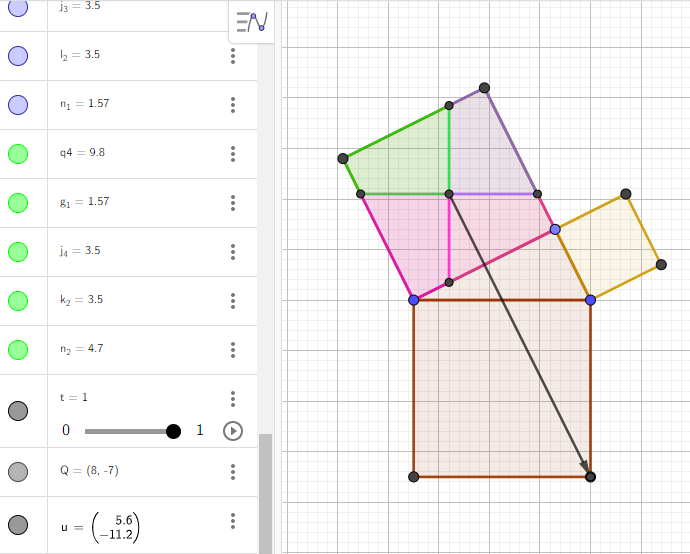 j₃ = 3.5
l₂ = 3.5
n₁ = 1.57
q4 = 9.8
g₁ = 1.57
j₄ = 3.5
k₂ = 3.5
n₂ = 4.7
t = 1
0 1
Q = (8, -7)
5.6
u =
−11.2